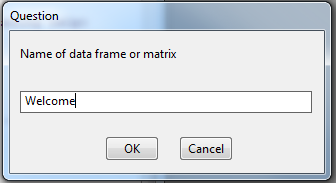 Question
Name of data frame or matrix
Welcome
OK Cancel